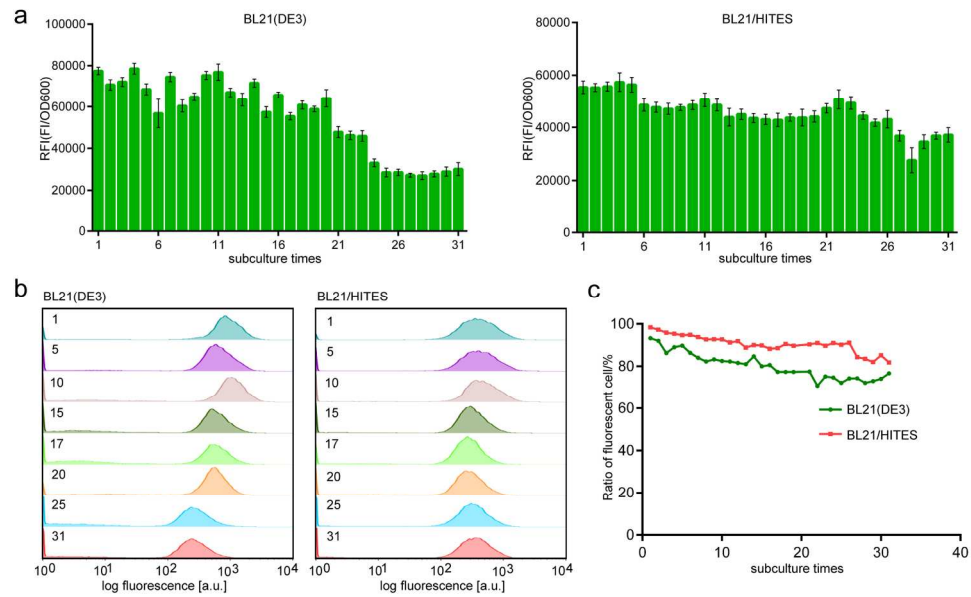 a
BL21(DE3)
RFI(FI/OD600)
100000
80000
60000
40000
20000
0
1 6 11 16 21 26 31
subculture times
BL21/HITES
RFI(FI/OD600)
80000
60000
40000
20000
0
1 6 11 16 21 26 31
subculture times
b
BL21(DE3)
1
5
10
15
17
20
25
31
10^0 10^1 10^2 10^3 10^4
log fluorescence [a.u.]
BL21/HITES
1
5
10
15
17
20
25
31
10^0 10^1 10^2 10^3 10^4
log fluorescence [a.u.]
c
Ratio of fluorescent cell/%
100
80
60
40
20
0
BL21(DE3)
BL21/HITES
0 10 20 30 40
subculture times